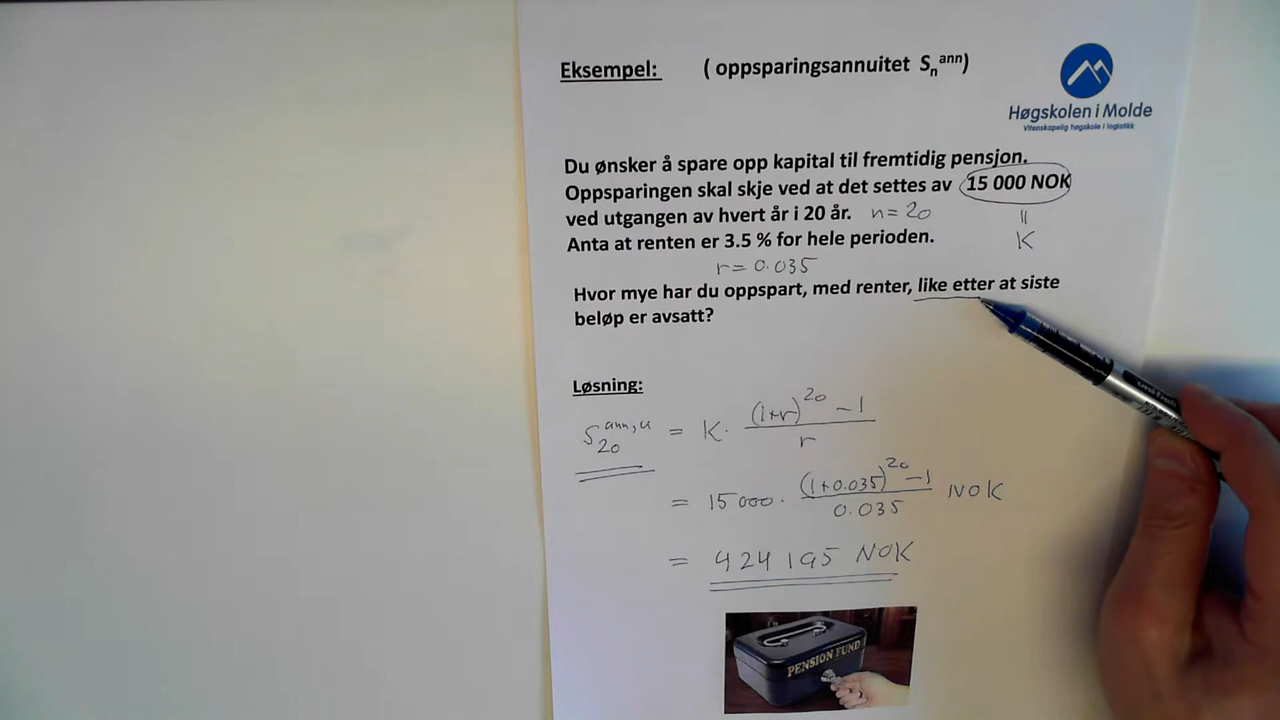 Eksempel: ( oppsparingsannuitet Sₙᵃⁿⁿ)
Høgskolen i Molde
Vitenskapelig høgskole i logistikk
Du ønsker å spare opp kapital til fremtidig pensjon.
Oppsparingen skal skje ved at det settes av 15 000 NOK
ved utgangen av hvert år i 20 år. n = 20 =
Anta at renten er 3.5 % for hele perioden. K
r = 0.035
Hvor mye har du oppspart, med renter, like etter at siste
beløp er avsatt?
Løsning:
S₂₀^{ann,u} = K · ((1+r)^20 − 1) / r
= 15 000 · ((1+0.035)^20 − 1) / 0.035 NOK
= 424 195 NOK
PENSION FUND
uni-ball